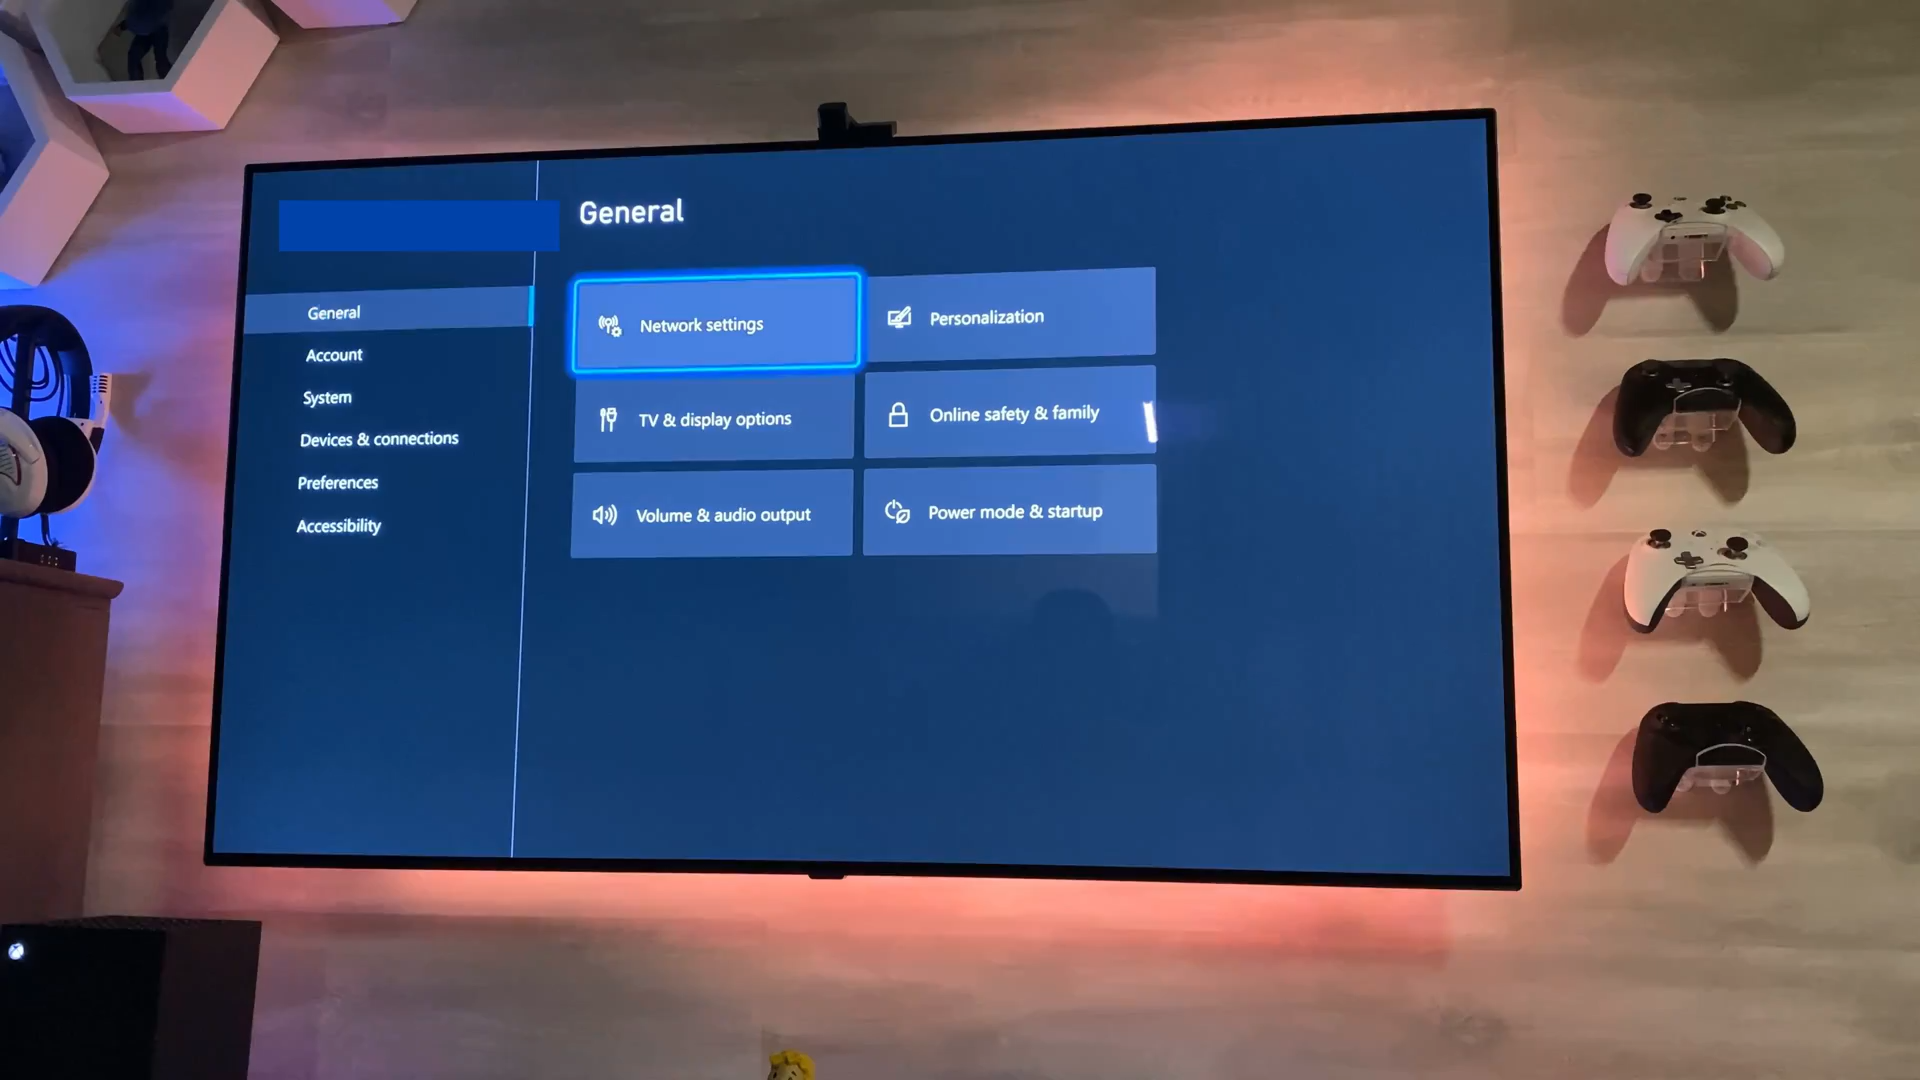 General
General
Account
System
Devices & connections
Preferences
Accessibility
Network settings
Personalization
TV & display options
Online safety & family
Volume & audio output
Power mode & startup